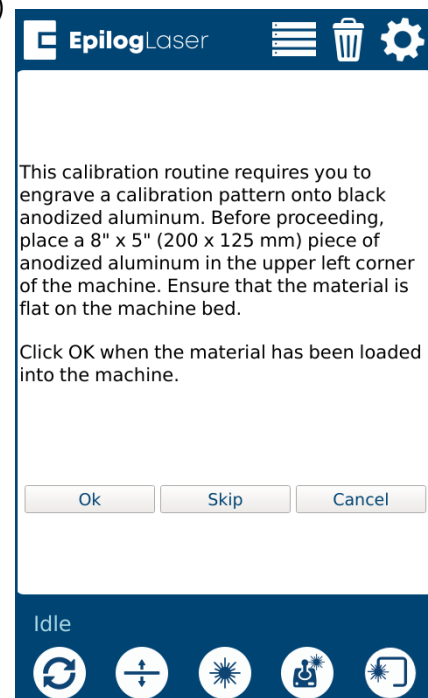 )
EpilogLaser
This calibration routine requires you to
engrave a calibration pattern onto black
anodized aluminum. Before proceeding,
place a 8" x 5" (200 x 125 mm) piece of
anodized aluminum in the upper left corner
of the machine. Ensure that the material is
flat on the machine bed.
Click OK when the material has been loaded
into the machine.
Ok Skip Cancel
Idle